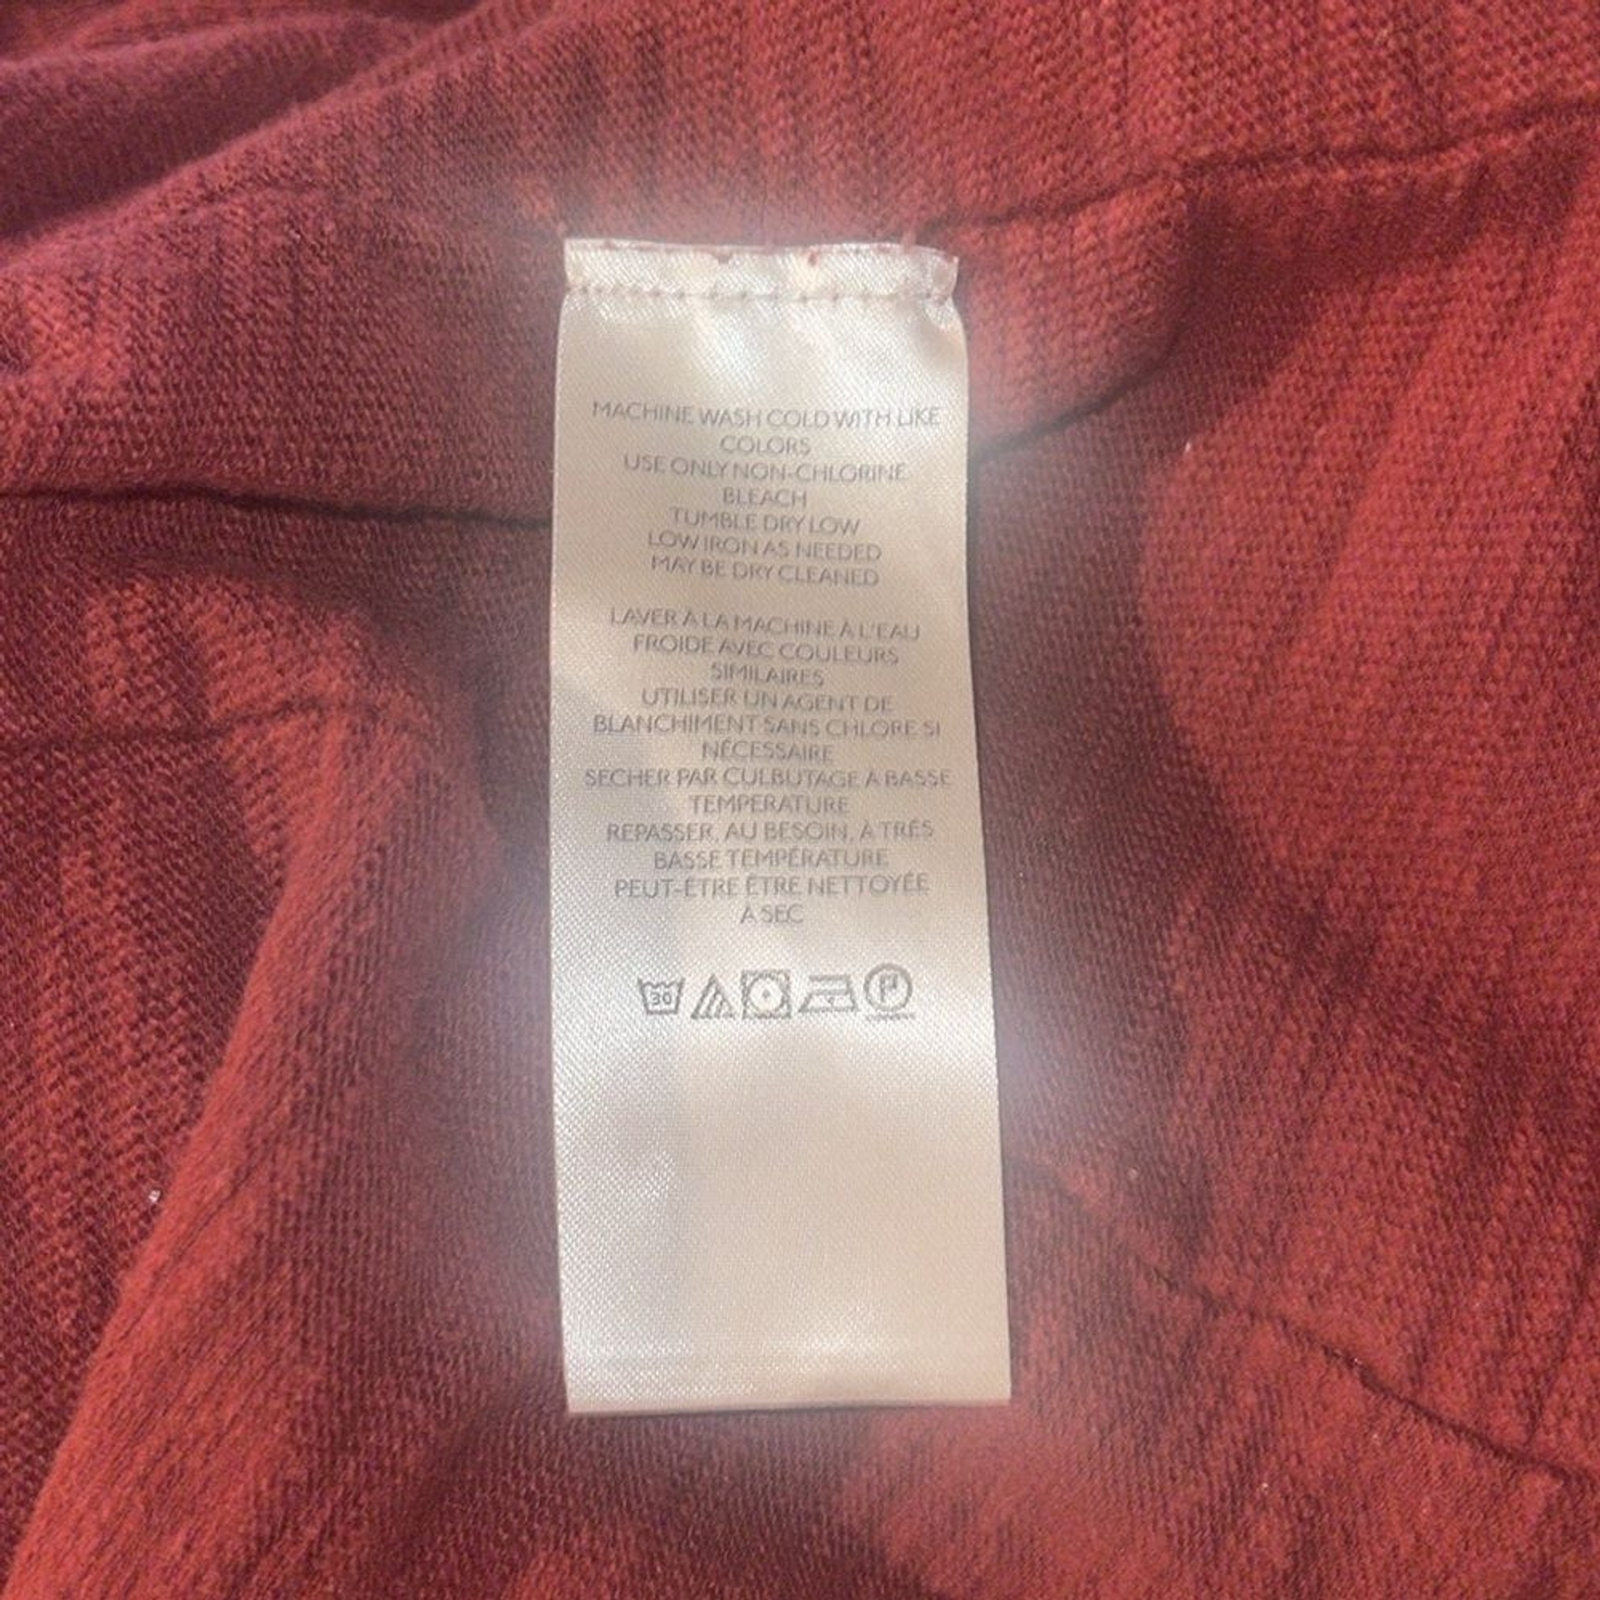 MACHINE WASH COLD WITH LIKE
COLORS
USE ONLY NON-CHLORINE
BLEACH
TUMBLE DRY LOW
LOW IRON AS NEEDED
MAY BE DRY CLEANED
LAVER À LA MACHINE À L'EAU
FROIDE AVEC COULEURS
SIMILAIRES
UTILISER UN AGENT DE
BLANCHIMENT SANS CHLORE SI
NÉCESSAIRE
SECHER PAR CULBUTAGE A BASSE
TEMPERATURE
REPASSER, AU BESOIN, À TRÉS
BASSE TEMPÉRATURE
PEUT-ÊTRE ÊTRE NETTOYÉE
À SEC
30 P